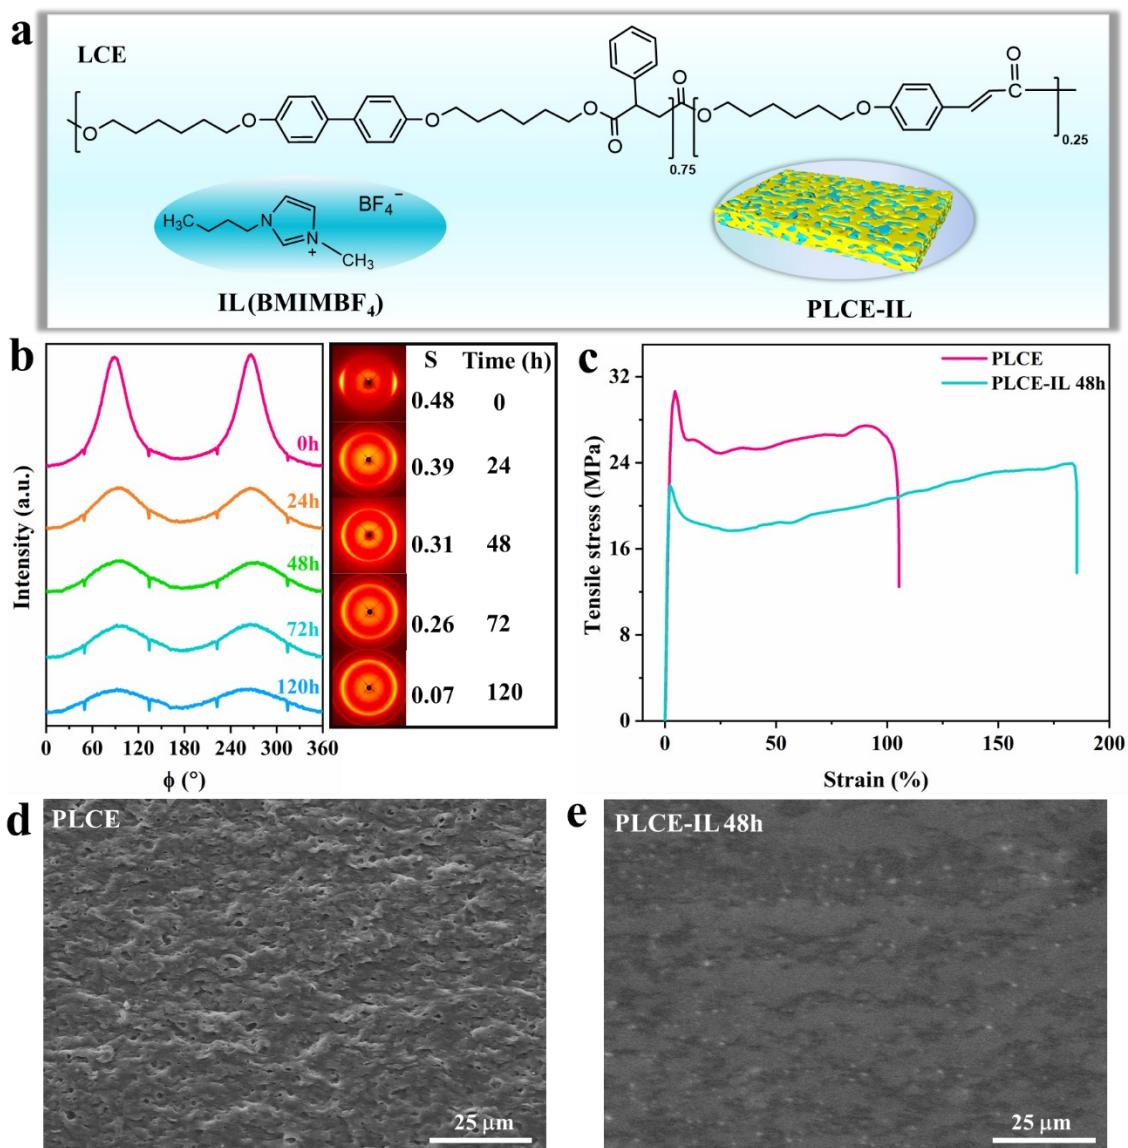 a
LCE
O
O
O
O
O
O
O
O
O
C
0.75
0.25
H₃C
N
N
+
CH₃
BF₄⁻
IL (BMIMBF₄)
PLCE-IL
b
Intensity (a.u.)
0h
24h
48h
72h
120h
0 60 120 180 240 300 360
ϕ (°)
S Time (h)
0.48 0
0.39 24
0.31 48
0.26 72
0.07 120
c
PLCE
PLCE-IL 48h
Tensile stress (MPa)
32
24
16
8
0
0 50 100 150 200
Strain (%)
d
PLCE
25 μm
e
PLCE-IL 48h
25 μm